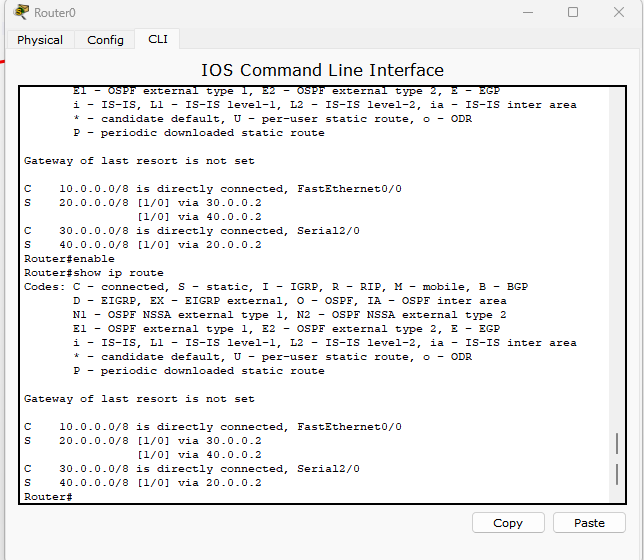 Router0
Physical Config CLI
IOS Command Line Interface
E1 - OSPF external type 1, E2 - OSPF external type 2, E - EGP
i - IS-IS, L1 - IS-IS level-1, L2 - IS-IS level-2, ia - IS-IS inter area
* - candidate default, U - per-user static route, o - ODR
P - periodic downloaded static route
Gateway of last resort is not set
C 10.0.0.0/8 is directly connected, FastEthernet0/0
S 20.0.0.0/8 [1/0] via 30.0.0.2
[1/0] via 40.0.0.2
C 30.0.0.0/8 is directly connected, Serial2/0
S 40.0.0.0/8 [1/0] via 20.0.0.2
Router#enable
Router#show ip route
Codes: C - connected, S - static, I - IGRP, R - RIP, M - mobile, B - BGP
D - EIGRP, EX - EIGRP external, O - OSPF, IA - OSPF inter area
N1 - OSPF NSSA external type 1, N2 - OSPF NSSA external type 2
E1 - OSPF external type 1, E2 - OSPF external type 2, E - EGP
i - IS-IS, L1 - IS-IS level-1, L2 - IS-IS level-2, ia - IS-IS inter area
* - candidate default, U - per-user static route, o - ODR
P - periodic downloaded static route
Gateway of last resort is not set
C 10.0.0.0/8 is directly connected, FastEthernet0/0
S 20.0.0.0/8 [1/0] via 30.0.0.2
[1/0] via 40.0.0.2
C 30.0.0.0/8 is directly connected, Serial2/0
S 40.0.0.0/8 [1/0] via 20.0.0.2
Router#
Copy Paste